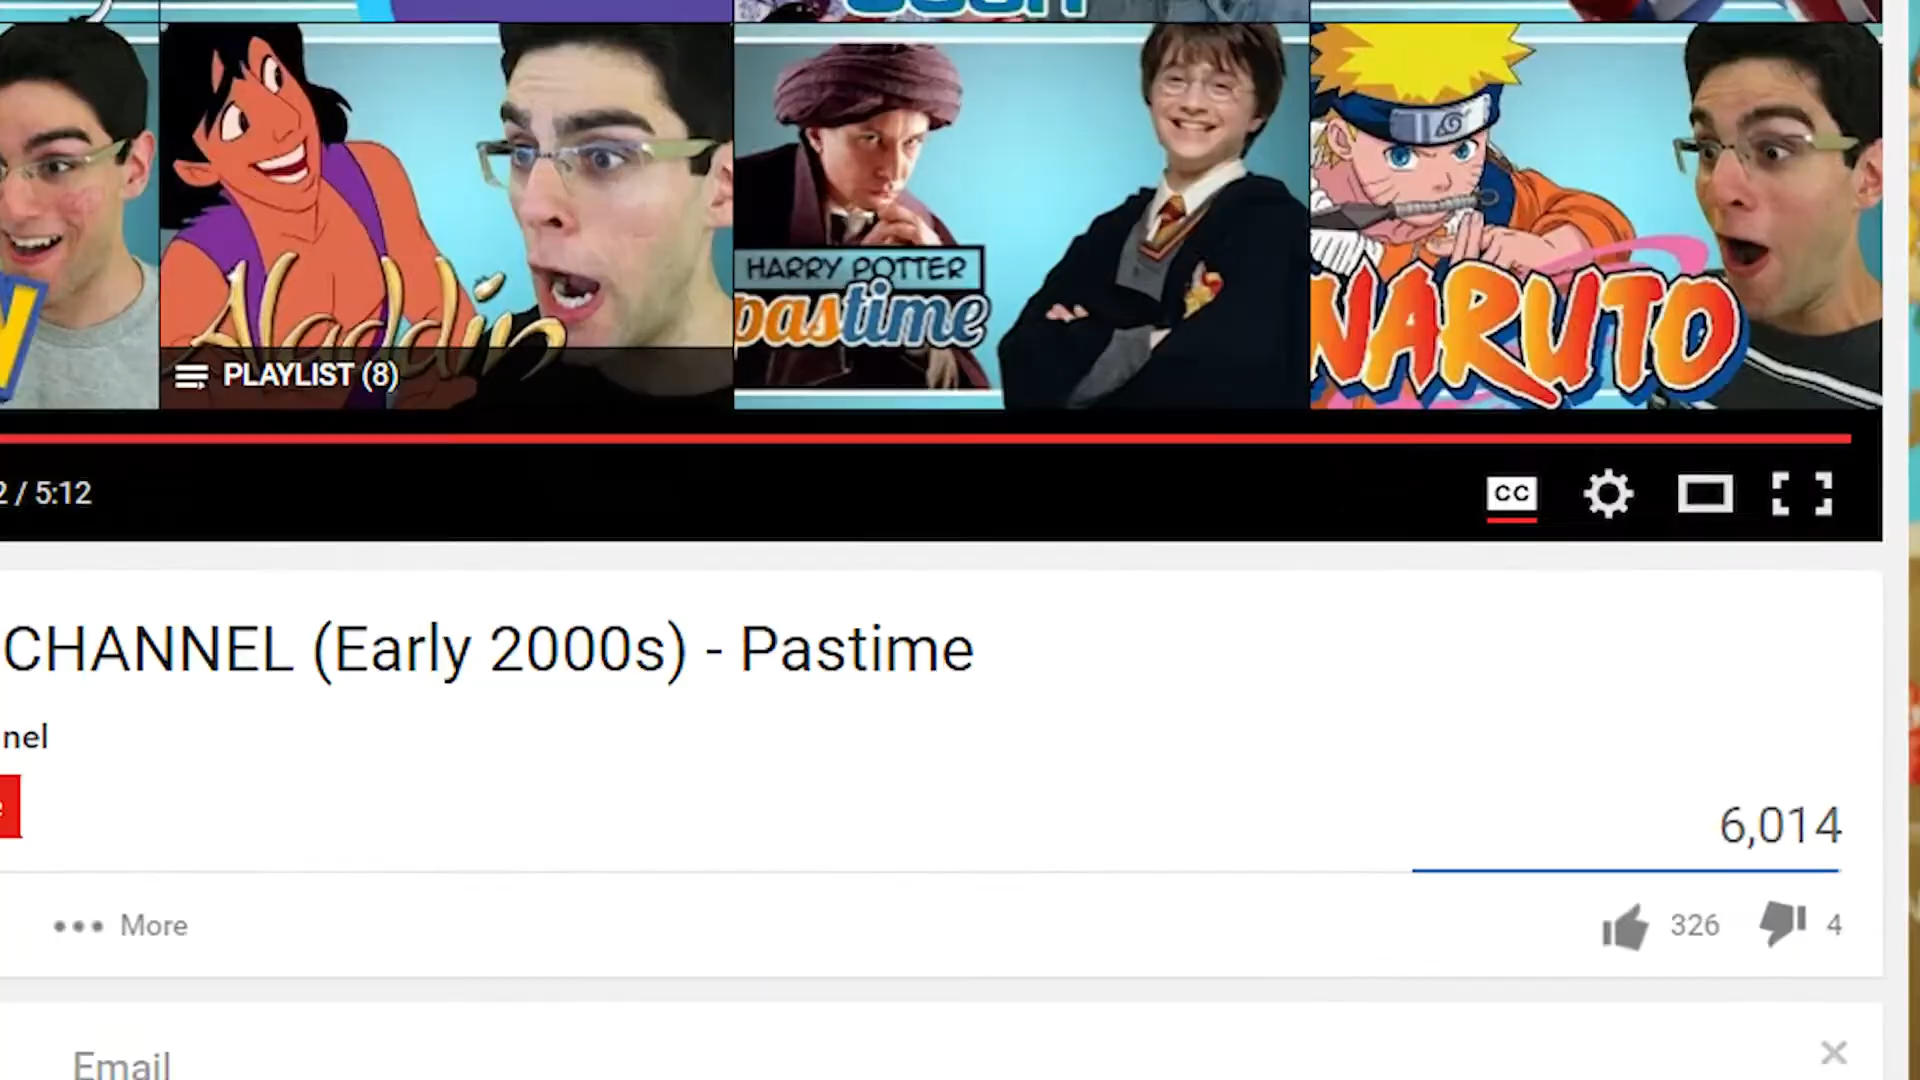 Aladdin
PLAYLIST (8)
HARRY POTTER
pastime
NARUTO
/ 5:12
CC
CHANNEL (Early 2000s) - Pastime
nel
6,014
More
326
4
Email